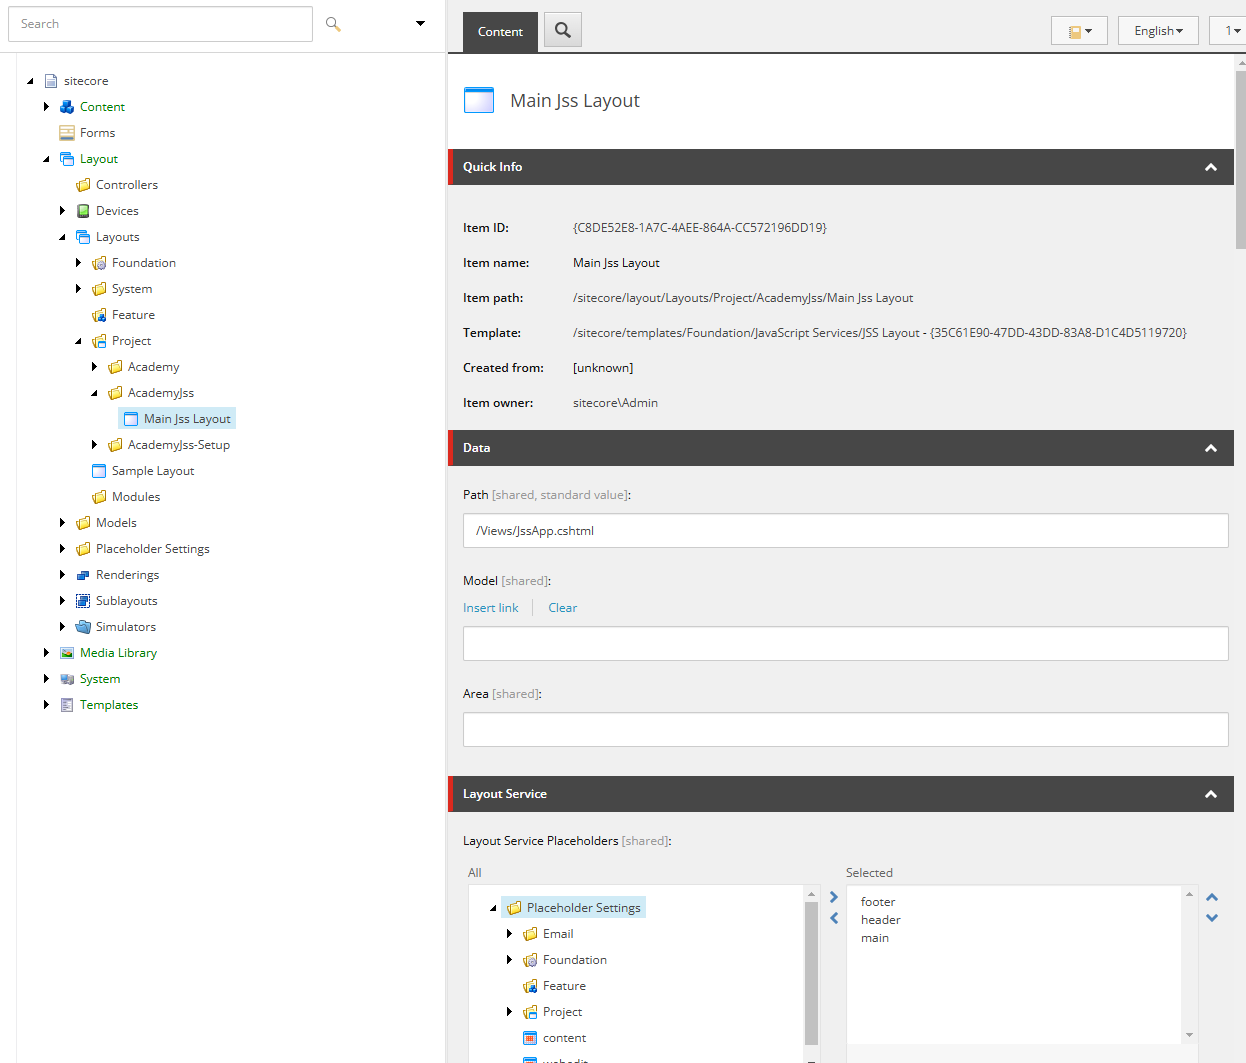 Search
sitecore
Content
Forms
Layout
Controllers
Devices
Layouts
Foundation
System
Feature
Project
Academy
AcademyJss
Main Jss Layout
AcademyJss-Setup
Sample Layout
Modules
Models
Placeholder Settings
Renderings
Sublayouts
Simulators
Media Library
System
Templates
Content
English
1
Main Jss Layout
Quick Info
Item ID: {C8DE52E8-1A7C-4AEE-864A-CC572196DD19}
Item name: Main Jss Layout
Item path: /sitecore/layout/Layouts/Project/AcademyJss/Main Jss Layout
Template: /sitecore/templates/Foundation/JavaScript Services/JSS Layout - {35C61E90-47DD-43DD-83A8-D1C4D5119720}
Created from: [unknown]
Item owner: sitecore\Admin
Data
Path [shared, standard value]:
/Views/JssApp.cshtml
Model [shared]:
Insert link Clear
Area [shared]:
Layout Service
Layout Service Placeholders [shared]:
All
Placeholder Settings
Email
Foundation
Feature
Project
content
Selected
footer
header
main